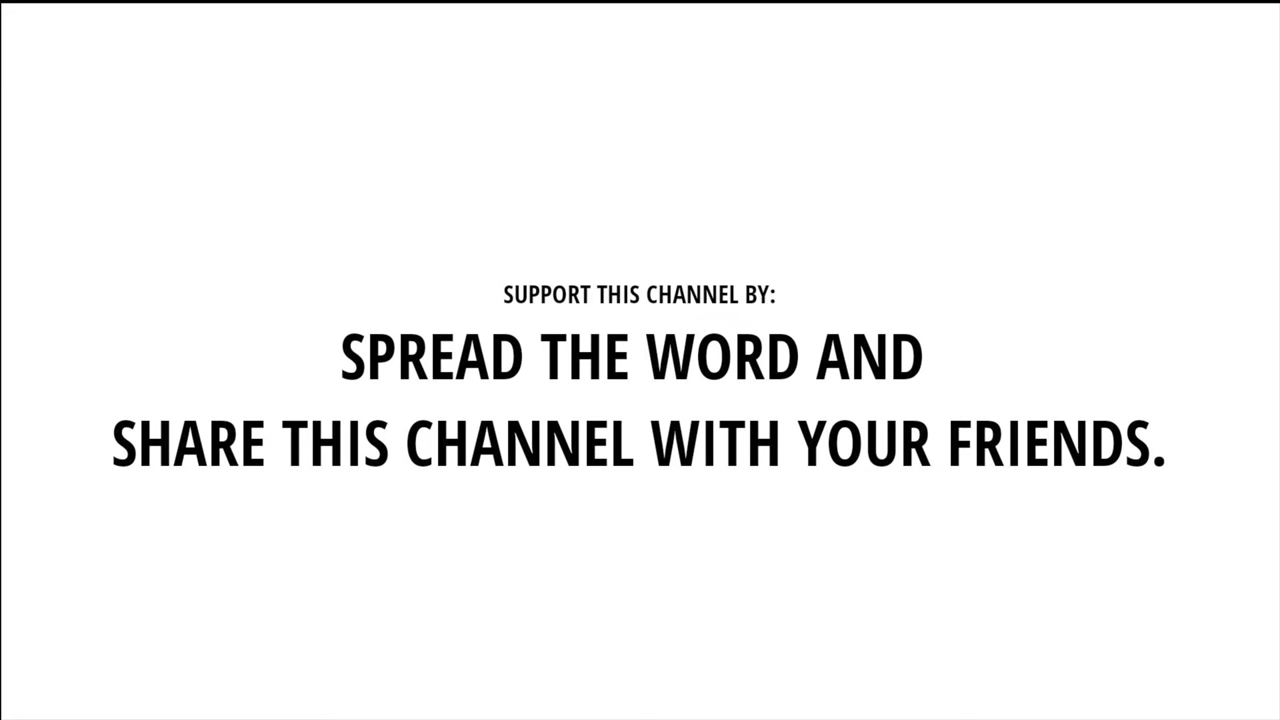 SUPPORT THIS CHANNEL BY:
SPREAD THE WORD AND
SHARE THIS CHANNEL WITH YOUR FRIENDS.